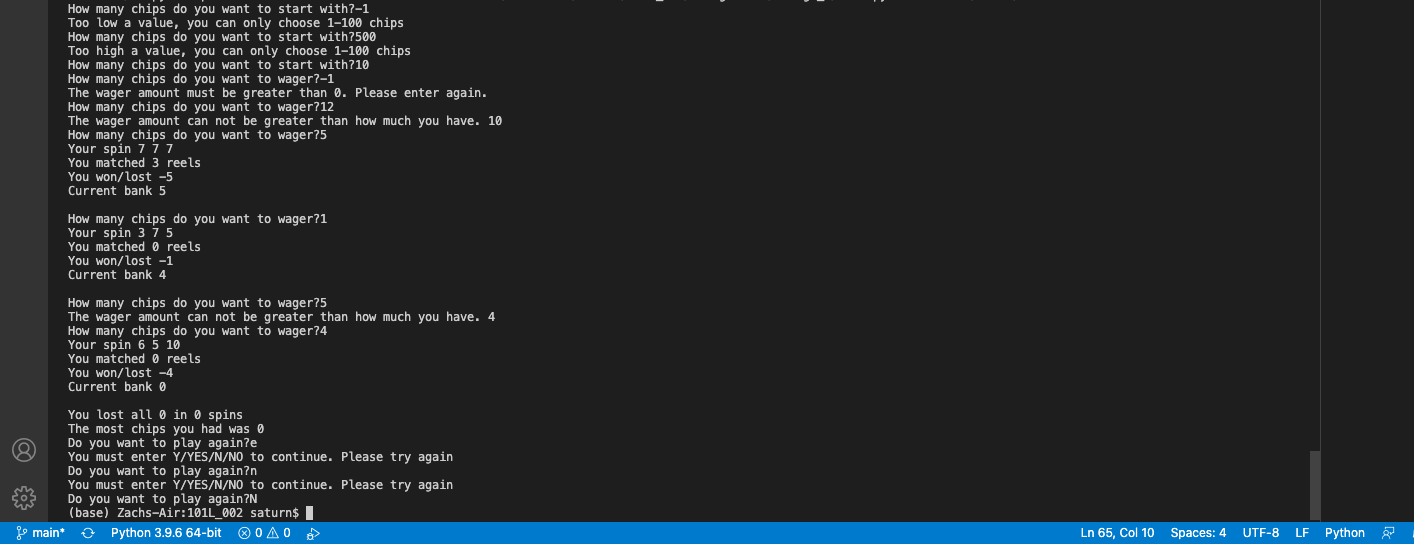 How many chips do you want to start with?-1
Too low a value, you can only choose 1-100 chips
How many chips do you want to start with?500
Too high a value, you can only choose 1-100 chips
How many chips do you want to start with?10
How many chips do you want to wager?-1
The wager amount must be greater than 0. Please enter again.
How many chips do you want to wager?12
The wager amount can not be greater than how much you have. 10
How many chips do you want to wager?5
Your spin 7 7 7
You matched 3 reels
You won/lost -5
Current bank 5
How many chips do you want to wager?1
Your spin 3 7 5
You matched 0 reels
You won/lost -1
Current bank 4
How many chips do you want to wager?5
The wager amount can not be greater than how much you have. 4
How many chips do you want to wager?4
Your spin 6 5 10
You matched 0 reels
You won/lost -4
Current bank 0
You lost all 0 in 0 spins
The most chips you had was 0
Do you want to play again?e
You must enter Y/YES/N/NO to continue. Please try again
Do you want to play again?n
You must enter Y/YES/N/NO to continue. Please try again
Do you want to play again?N
(base) Zachs-Air:101L_002 saturn$
main* Python 3.9.6 64-bit 0 0 Ln 65, Col 10 Spaces: 4 UTF-8 LF Python